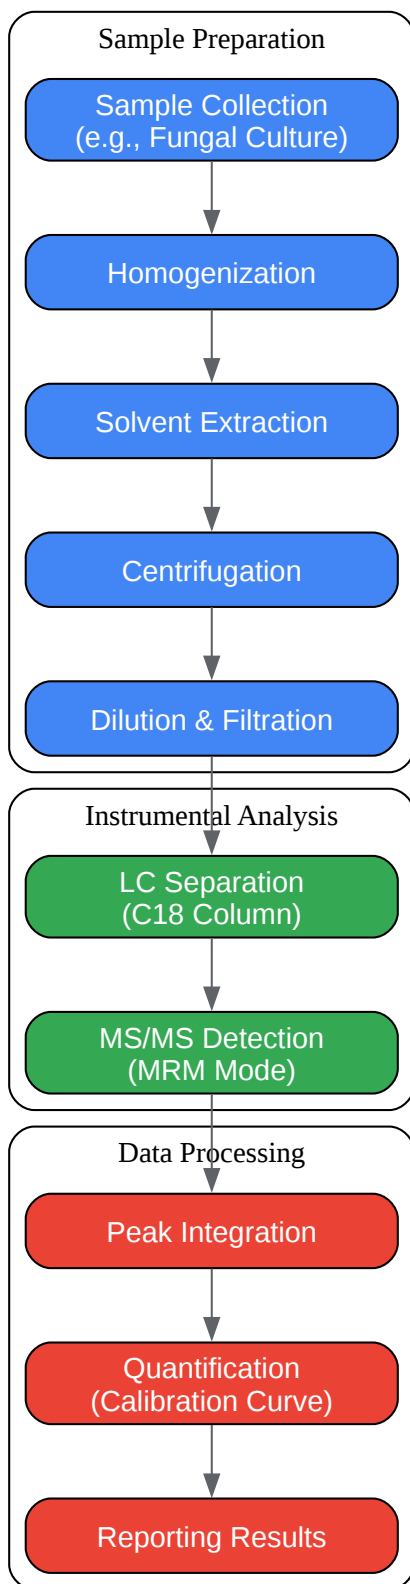 Sample Preparation
Sample Collection
(e.g., Fungal Culture)
Homogenization
Solvent Extraction
Centrifugation
Dilution & Filtration
Instrumental Analysis
LC Separation
(C18 Column)
MS/MS Detection
(MRM Mode)
Data Processing
Peak Integration
Quantification
(Calibration Curve)
Reporting Results